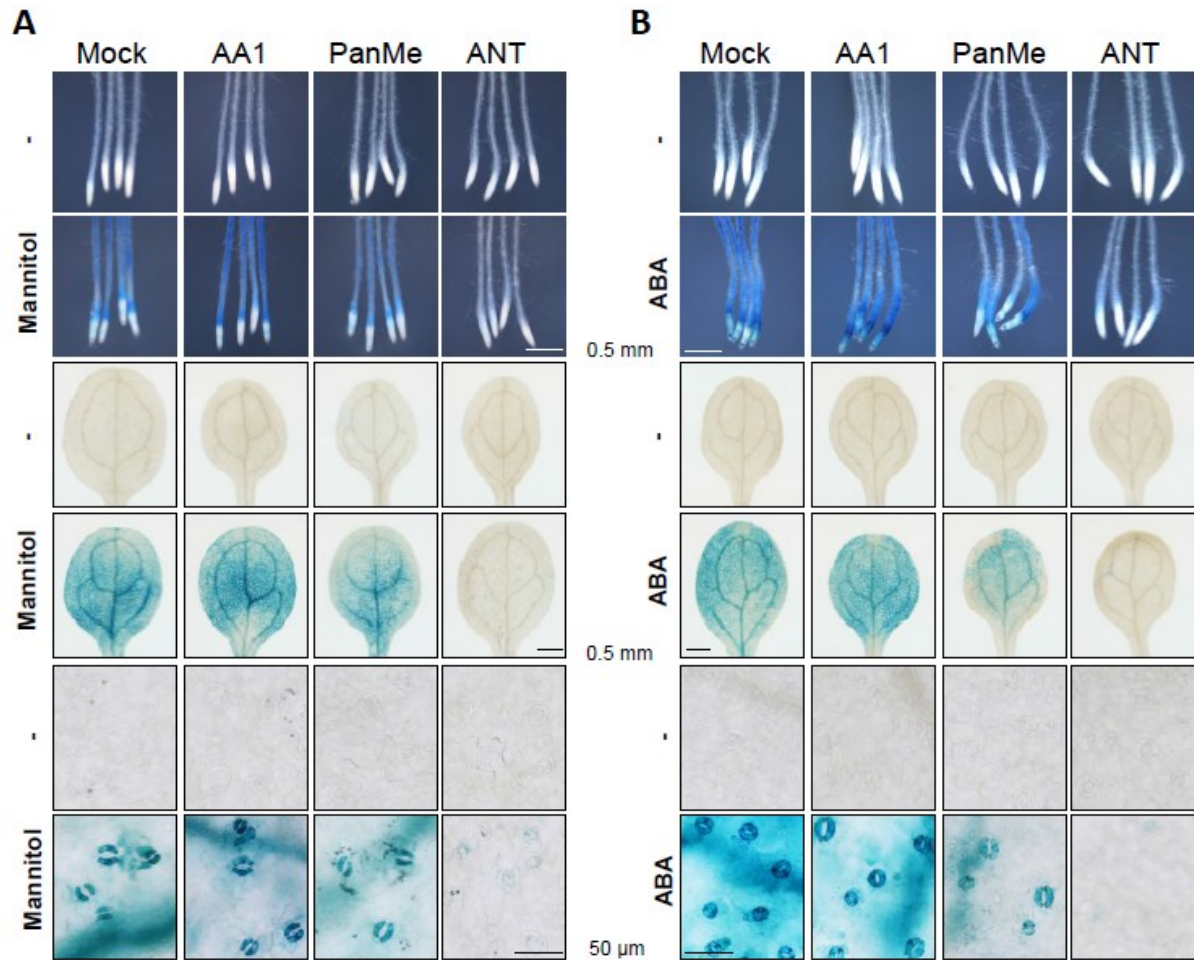 A B
Mock AA1 PanMe ANT Mock AA1 PanMe ANT
- -
Mannitol ABA
0.5 mm
- -
Mannitol ABA
0.5 mm
- -
Mannitol ABA
50 µm